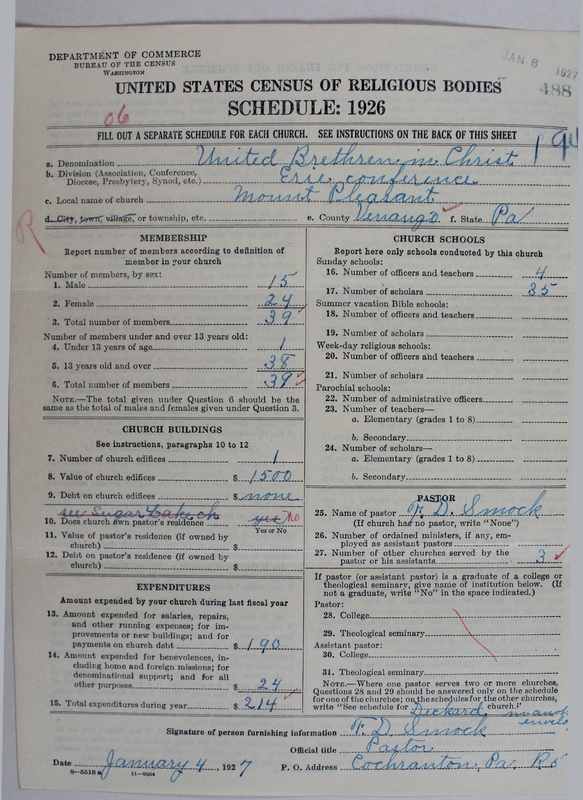 DEPARTMENT OF COMMERCE
BUREAU OF THE CENSUS
WASHINGTON
JAN 8 1927
488
UNITED STATES CENSUS OF RELIGIOUS BODIES
SCHEDULE: 1926
06
FILL OUT A SEPARATE SCHEDULE FOR EACH CHURCH. SEE INSTRUCTIONS ON THE BACK OF THIS SHEET
a. Denomination United Brethren in Christ
b. Division (Association, Conference,
Diocese, Presbytery, Synod, etc.) Erie conference
c. Local name of church Mount Pleasant
d. City, town, village, or township, etc. e. County Venango f. State Pa
R
MEMBERSHIP
Report number of members according to definition of
member in your church
Number of members, by sex:
1. Male 15
2. Female 24
3. Total number of members 39
Number of members under and over 13 years old:
4. Under 13 years of age 1
5. 13 years old and over 38
6. Total number of members 39
NOTE.—The total given under Question 6 should be
same as the total of males and females given under Question 3.
CHURCH BUILDINGS
See instructions, paragraphs 10 to 12
7. Number of church edifices 1
8. Value of church edifices $ 1500
9. Debt on church edifices $ none
see Sugar
10. Does church own pastor's residence yes No
Yes or No
11. Value of pastor's residence (if owned by
church) $
12. Debt on pastor's residence (if owned by
church) $
EXPENDITURES
Amount expended by your church during last fiscal year
13. Amount expended for salaries, repairs,
and other running expenses; for im-
provements or new buildings; and for
payments on church debt $ 190
14. Amount expended for benevolences, in-
cluding home and foreign missions; for
denominational support; and for all
other purposes $ 24
15. Total expenditures during year $ 214
CHURCH SCHOOLS
Report here only schools conducted by this church
Sunday schools:
16. Number of officers and teachers 4
17. Number of scholars 35
Summer vacation Bible schools:
18. Number of officers and teachers
19. Number of scholars
Week-day religious schools:
20. Number of officers and teachers
21. Number of scholars
Parochial schools:
22. Number of administrative officers
23. Number of teachers—
a. Elementary (grades 1 to 8)
b. Secondary
24. Number of scholars—
a. Elementary (grades 1 to 8)
b. Secondary
PASTOR
25. Name of pastor F. D. Smock
(If church has no pastor, write "None")
26. Number of ordained ministers, if any, em-
ployed as assistant pastors
27. Number of other churches served by the
pastor or his assistants 3
If pastor (or assistant pastor) is a graduate of a college or
theological seminary, give name of institution below. (If
not a graduate, write "No" in the space indicated.)
Pastor:
28. College
29. Theological seminary
Assistant pastor:
30. College
31. Theological seminary
NOTE.—Where one pastor serves two or more churches,
Questions 28 and 29 should be answered only on the schedule
for one of the churches; on the schedules for the other churches,
write "See schedule for Deckard church."
Signature of person furnishing information F. D. Smock
Official title Pastor
Date January 4, 1927 P. O. Address Cochranton, Pa. R5
8—5518 11—9034